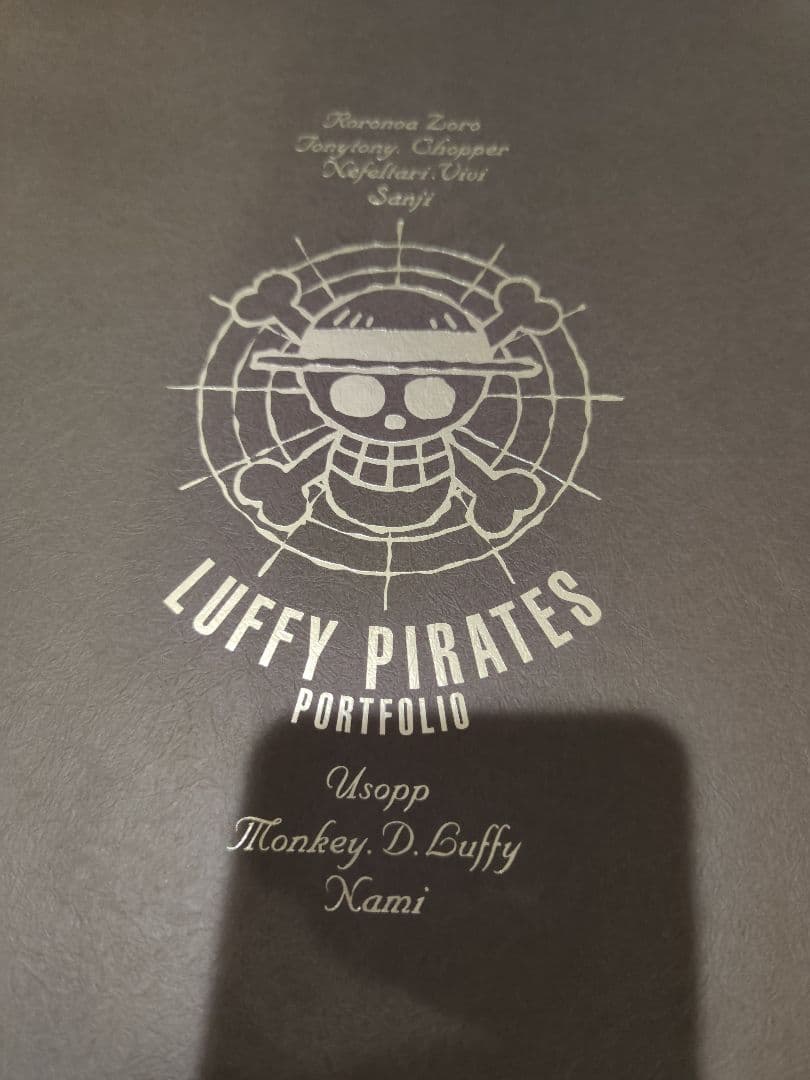 Roronoa Zoro
Tonytony. Chopper
Nefeltari. Vivi
Sanji
LUFFY PIRATES
PORTFOLIO
Usopp
Monkey. D. Luffy
Nami